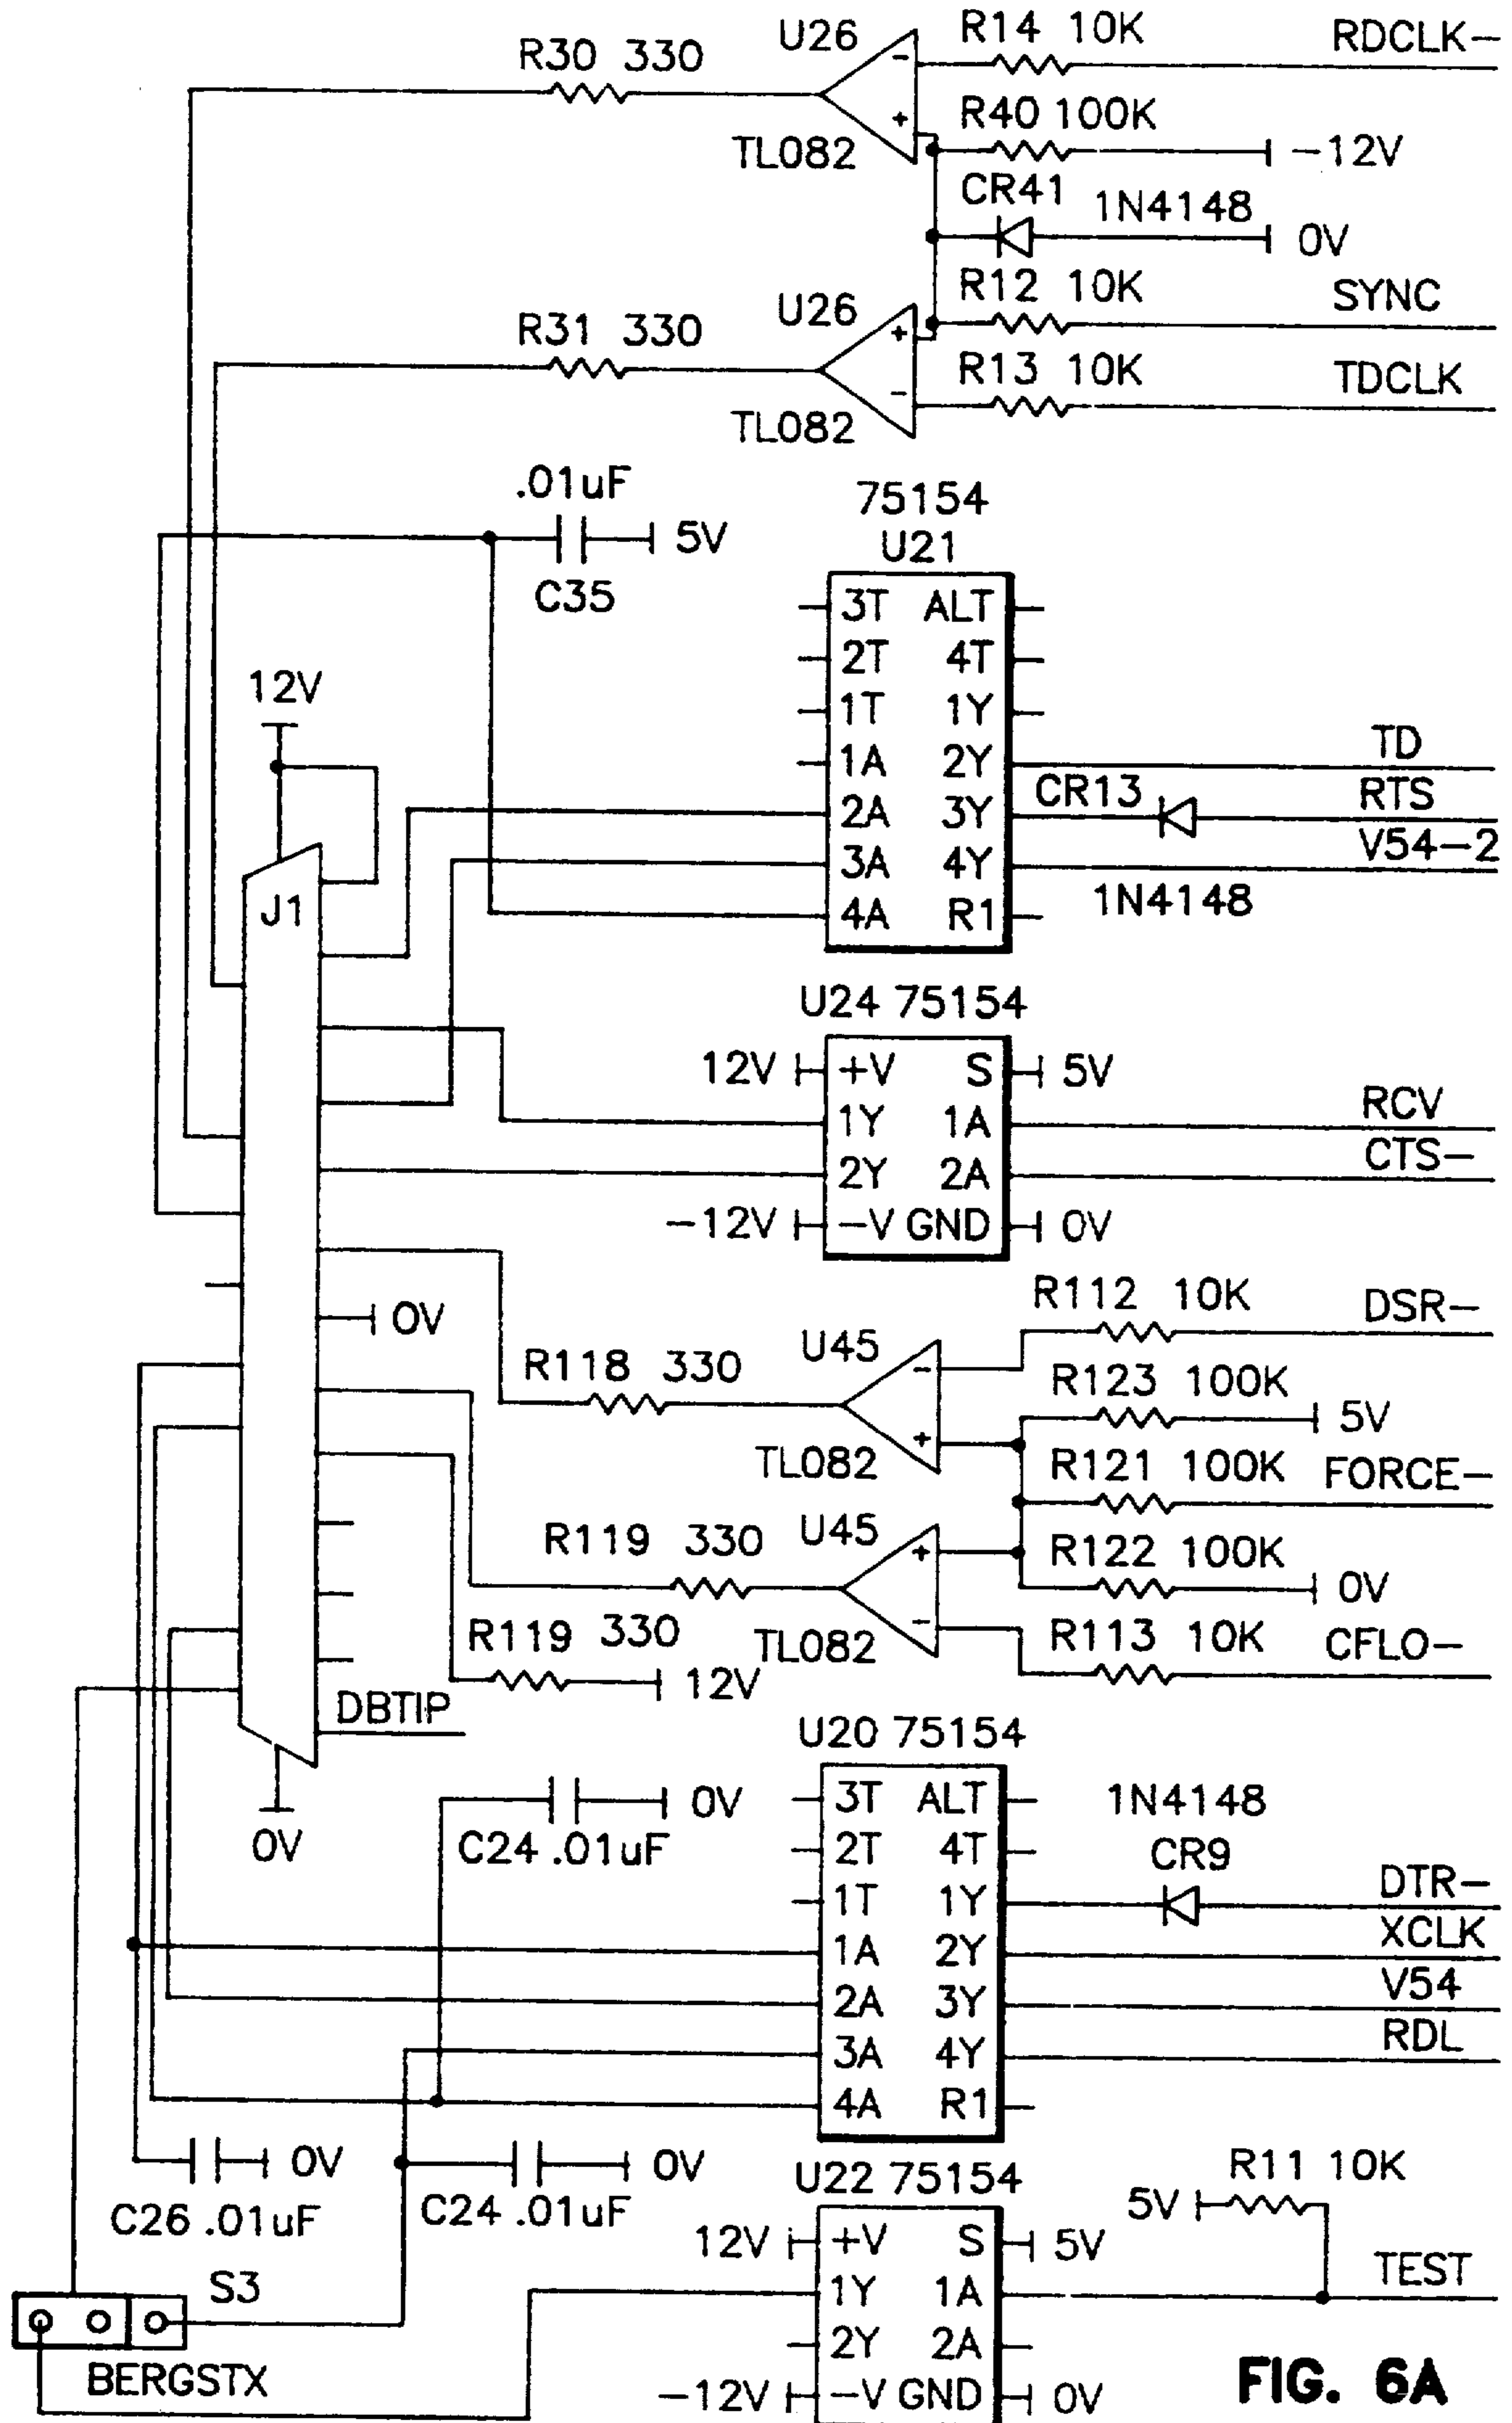 U26 R14 10K RDCLK-
R30 330 -
+ R40 100K
TL082 -12V
CR41 1N4148
0V
U26 R12 10K SYNC
R31 330 +
R13 10K TDCLK
-
TL082
.01uF 75154
5V U21
C35
3T ALT
2T 4T
12V
1T 1Y
1A 2Y TD
CR13 RTS
2A 3Y
V54-2
3A 4Y
J1 1N4148
4A R1
U24 75154
12V +V S 5V
1Y 1A RCV
2Y 2A CTS-
-12V -V GND 0V
R112 10K DSR-
0V
U45
R118 330 -
R123 100K
5V
+
TL082 R121 100K FORCE-
R119 330 U45
+ R122 100K
0V
-
R119 330 TL082 R113 10K CFLO-
12V
DBTIP
U20 75154
3T ALT 1N4148
0V
0V C24 .01uF
2T 4T CR9
1T 1Y DTR-
1A 2Y XCLK
2A 3Y V54
3A 4Y RDL
4A R1
0V 0V
U22 75154 R11 10K
C26 .01uF C24 .01uF 5V
12V +V S 5V
S3 1Y 1A TEST
2Y 2A
BERGSTX
-12V -V GND 0V
FIG. 6A